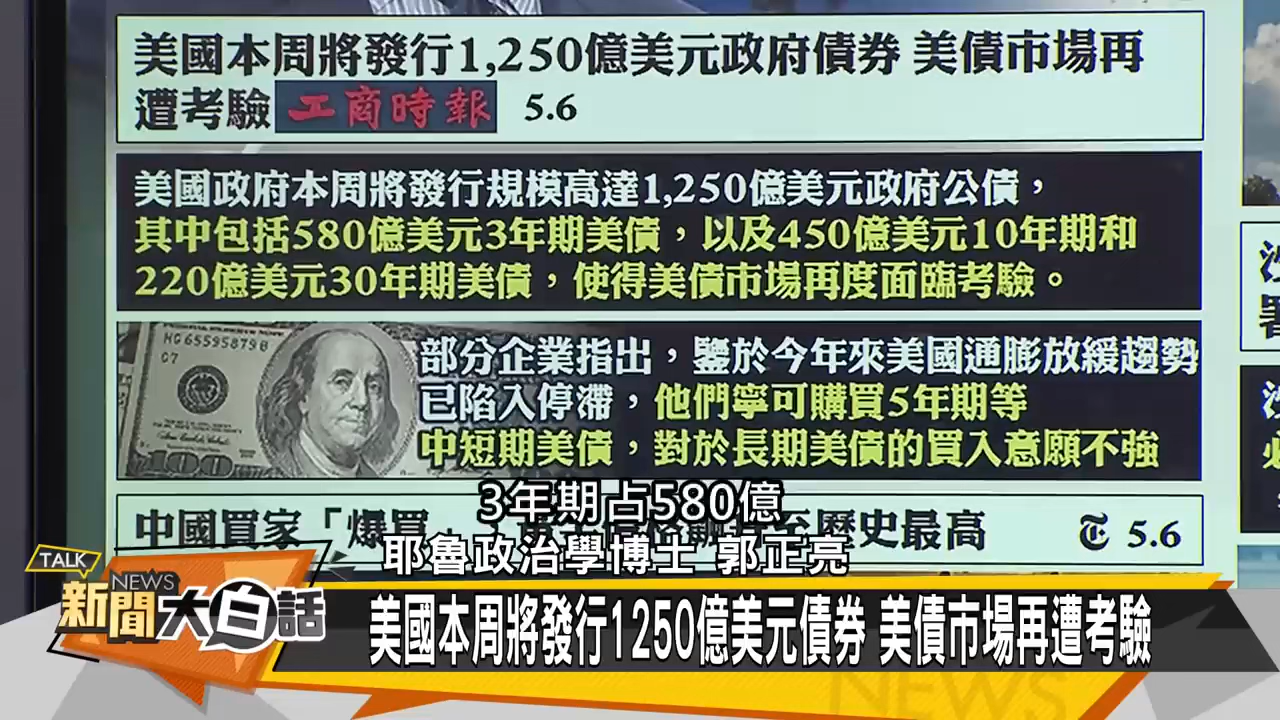 美國本周將發行1,250億美元政府債券 美債市場再
遭考驗 工商時報 5.6
美國政府本周將發行規模高達1,250億美元政府公債，
其中包括580億美元3年期美債，以及450億美元10年期和
220億美元30年期美債，使得美債市場再度面臨考驗。
HG 65595879 B
G7
100
部分企業指出，鑒於今年來美國通膨放緩趨勢
已陷入停滯，他們寧可購買5年期等
中短期美債，對於長期美債的買入意願不強
3年期占580億
中國買家「爆買
至歷史最高 5.6
耶魯政治學博士 郭正亮
TALK
NEWS
新聞大白話
美國本周將發行1250億美元債券 美債市場再遭考驗
NEWS